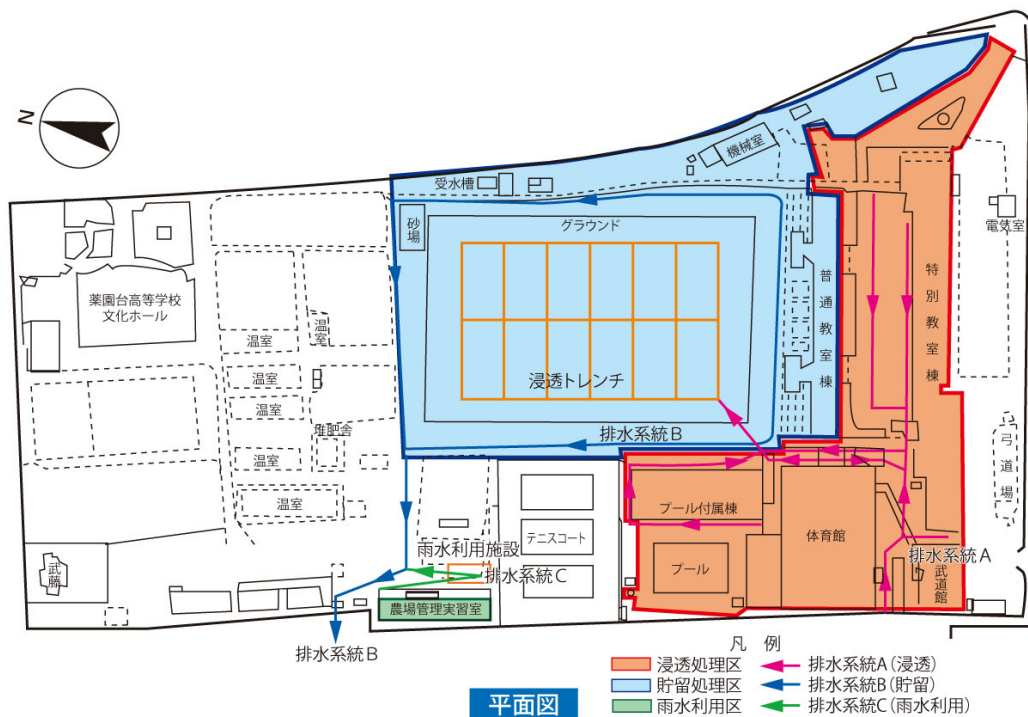 N
機械室
受水槽
砂場
グラウンド
電気室
薬園台高等学校
文化ホール
温室
温室
普通教室棟
特別教室棟
温室
浸透トレンチ
温室
堆肥舎
排水系統B
弓道場
温室
温室
プール付属棟
体育館
テニスコート
雨水利用施設
排水系統A
武藤
排水系統C
プール
武道館
農場管理実習室
排水系統B
凡 例
浸透処理区
排水系統A(浸透)
貯留処理区
排水系統B(貯留)
雨水利用区
排水系統C(雨水利用)
平面図